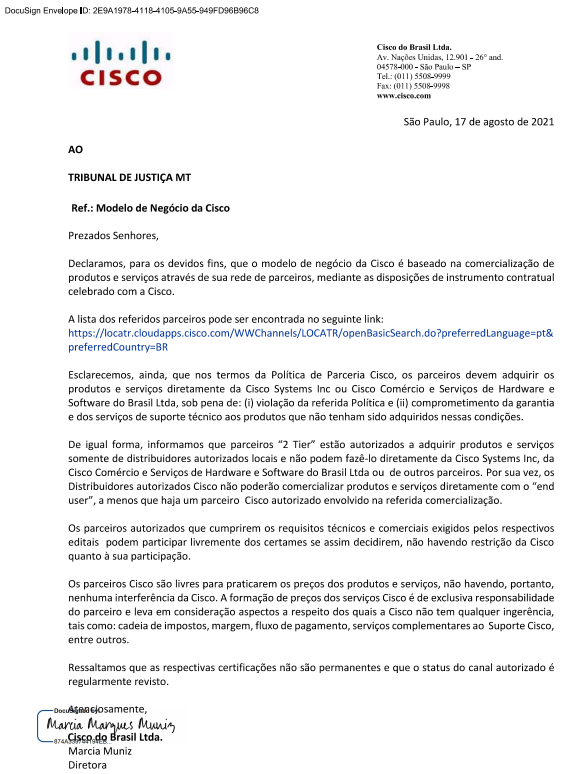 DocuSign Envelope ID: 2E9A1978-4118-4105-9A55-949FD96B96C8
CISCO
Cisco do Brasil Ltda.
Av. Nações Unidas, 12.901 - 26° and.
04578-000 - São Paulo – SP
Tel.: (011) 5508-9999
Fax: (011) 5508-9998
www.cisco.com
São Paulo, 17 de agosto de 2021
AO
TRIBUNAL DE JUSTIÇA MT
Ref.: Modelo de Negócio da Cisco
Prezados Senhores,
Declaramos, para os devidos fins, que o modelo de negócio da Cisco é baseado na comercialização de
produtos e serviços através de sua rede de parceiros, mediante as disposições de instrumento contratual
celebrado com a Cisco.
A lista dos referidos parceiros pode ser encontrada no seguinte link:
https://locatr.cloudapps.cisco.com/WWChannels/LOCATR/openBasicSearch.do?preferredLanguage=pt&
preferredCountry=BR
Esclarecemos, ainda, que nos termos da Política de Parceria Cisco, os parceiros devem adquirir os
produtos e serviços diretamente da Cisco Systems Inc ou Cisco Comércio e Serviços de Hardware e
Software do Brasil Ltda, sob pena de: (i) violação da referida Política e (ii) comprometimento da garantia
e dos serviços de suporte técnico aos produtos que não tenham sido adquiridos nessas condições.
De igual forma, informamos que parceiros “2 Tier” estão autorizados a adquirir produtos e serviços
somente de distribuidores autorizados locais e não podem fazê-lo diretamente da Cisco Systems Inc, da
Cisco Comércio e Serviços de Hardware e Software do Brasil Ltda ou de outros parceiros. Por sua vez, os
Distribuidores autorizados Cisco não poderão comercializar produtos e serviços diretamente com o “end
user”, a menos que haja um parceiro Cisco autorizado envolvido na referida comercialização.
Os parceiros autorizados que cumprirem os requisitos técnicos e comerciais exigidos pelos respectivos
editais podem participar livremente dos certames se assim decidirem, não havendo restrição da Cisco
quanto à sua participação.
Os parceiros Cisco são livres para praticarem os preços dos produtos e serviços, não havendo, portanto,
nenhuma interferência da Cisco. A formação de preços dos serviços Cisco é de exclusiva responsabilidade
do parceiro e leva em consideração aspectos a respeito dos quais a Cisco não tem qualquer ingerência,
tais como: cadeia de impostos, margem, fluxo de pagamento, serviços complementares ao Suporte Cisco,
entre outros.
Ressaltamos que as respectivas certificações não são permanentes e que o status do canal autorizado é
regularmente revisto.
Atenciosamente,
Marcia Marques Muniz
Cisco do Brasil Ltda.
Marcia Muniz
Diretora